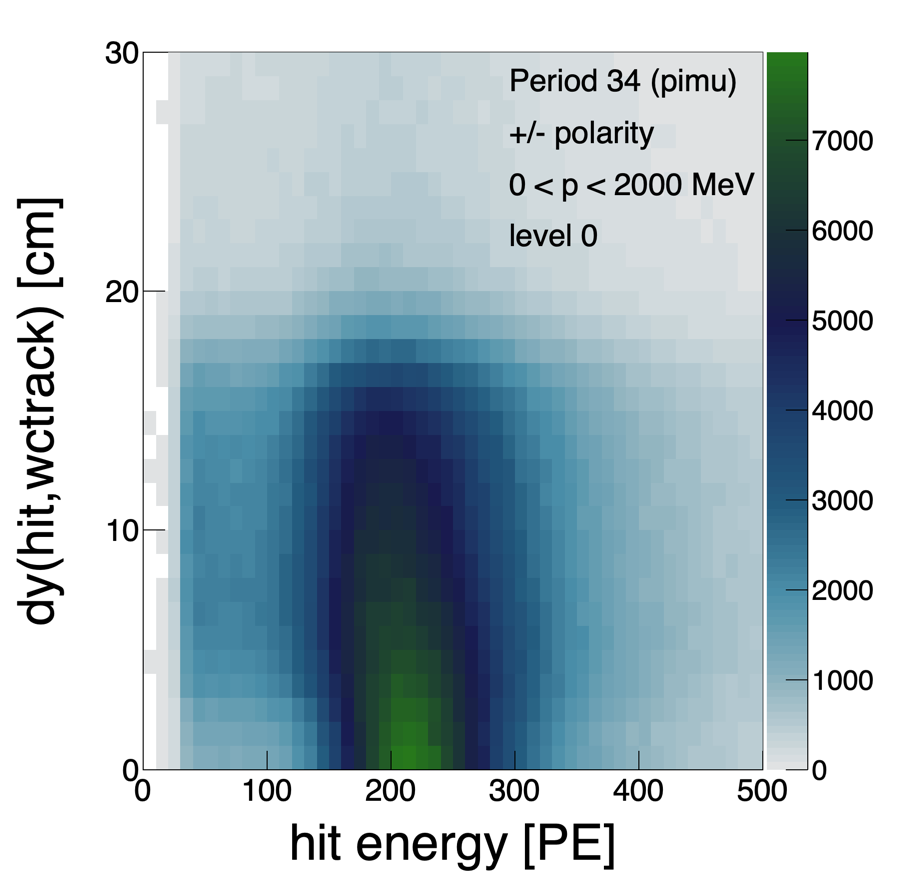 30
20
10
0
dy(hit,wctrack) [cm]
Period 34 (pimu)
+/- polarity
0 < p < 2000 MeV
level 0
7000
6000
5000
4000
3000
2000
1000
0
0 100 200 300 400 500
hit energy [PE]